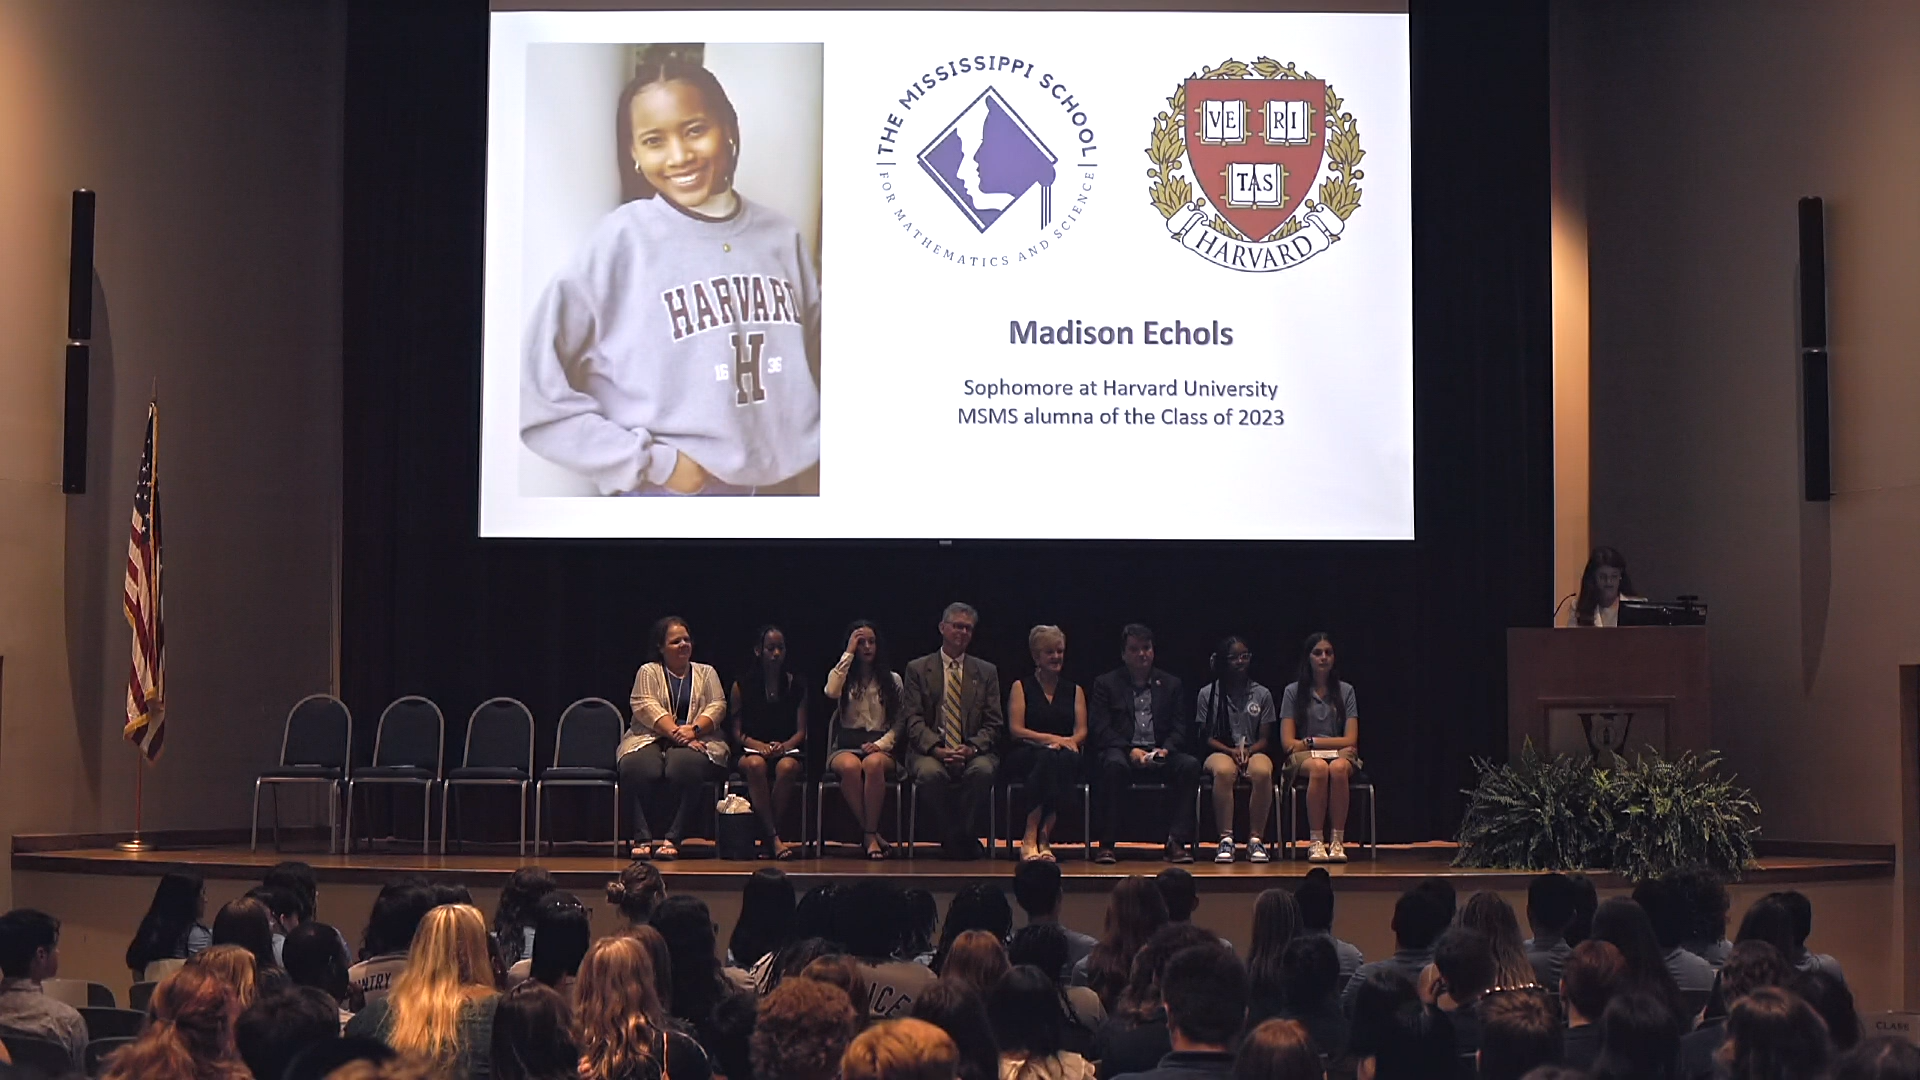 THE MISSISSIPPI SCHOOL
FOR MATHEMATICS AND SCIENCE
VE RI
TAS
HARVARD
HARVARD
16 H 36
Madison Echols
Sophomore at Harvard University
MSMS alumna of the Class of 2023
CLASS